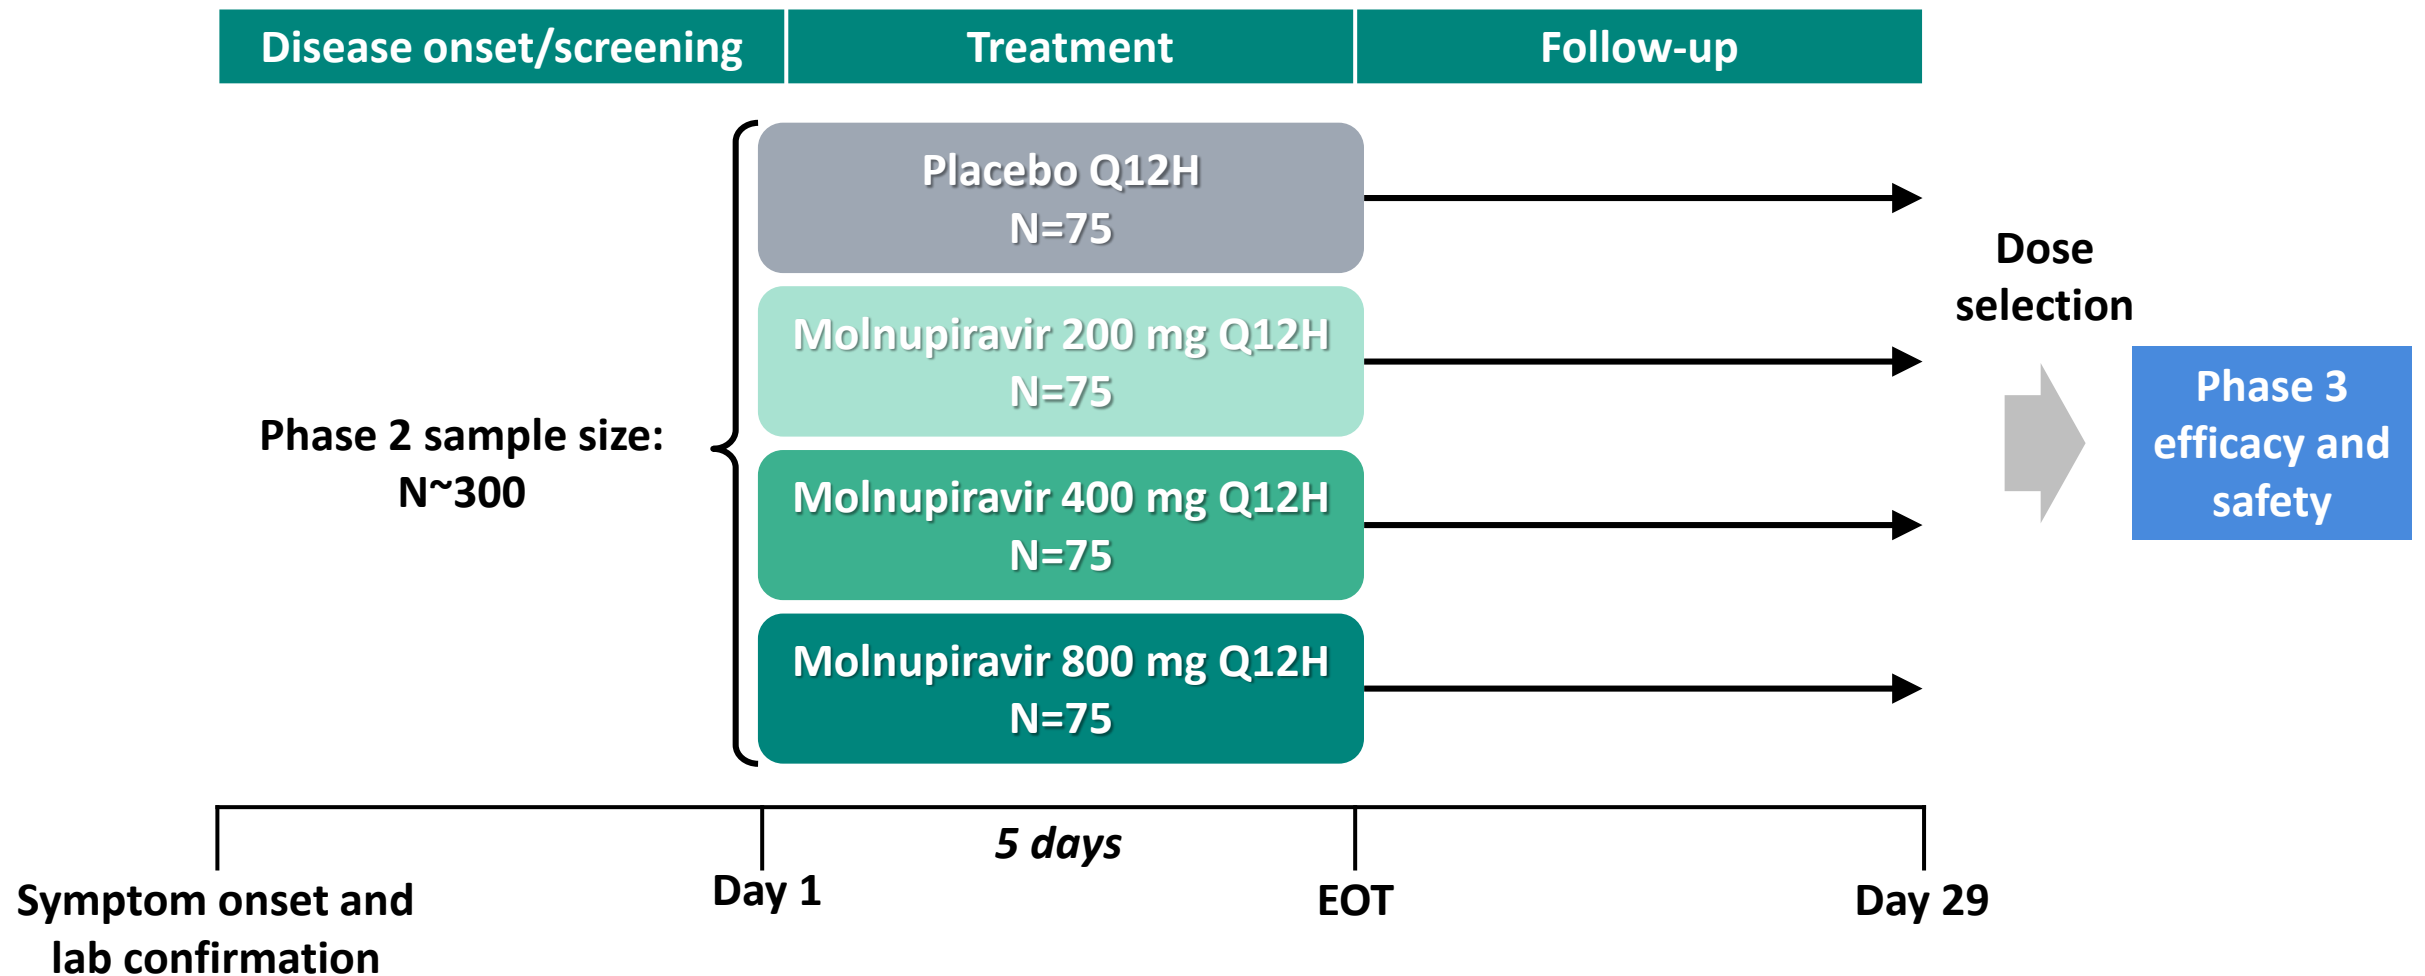 Disease onset/screening
Treatment
Follow-up
Placebo Q12H
N=75
Molnupiravir 200 mg Q12H
N=75
Molnupiravir 400 mg Q12H
N=75
Molnupiravir 800 mg Q12H
N=75
Phase 2 sample size:
N~300
Dose
selection
Phase 3
efficacy and
safety
5 days
Symptom onset and
lab confirmation
Day 1
EOT
Day 29